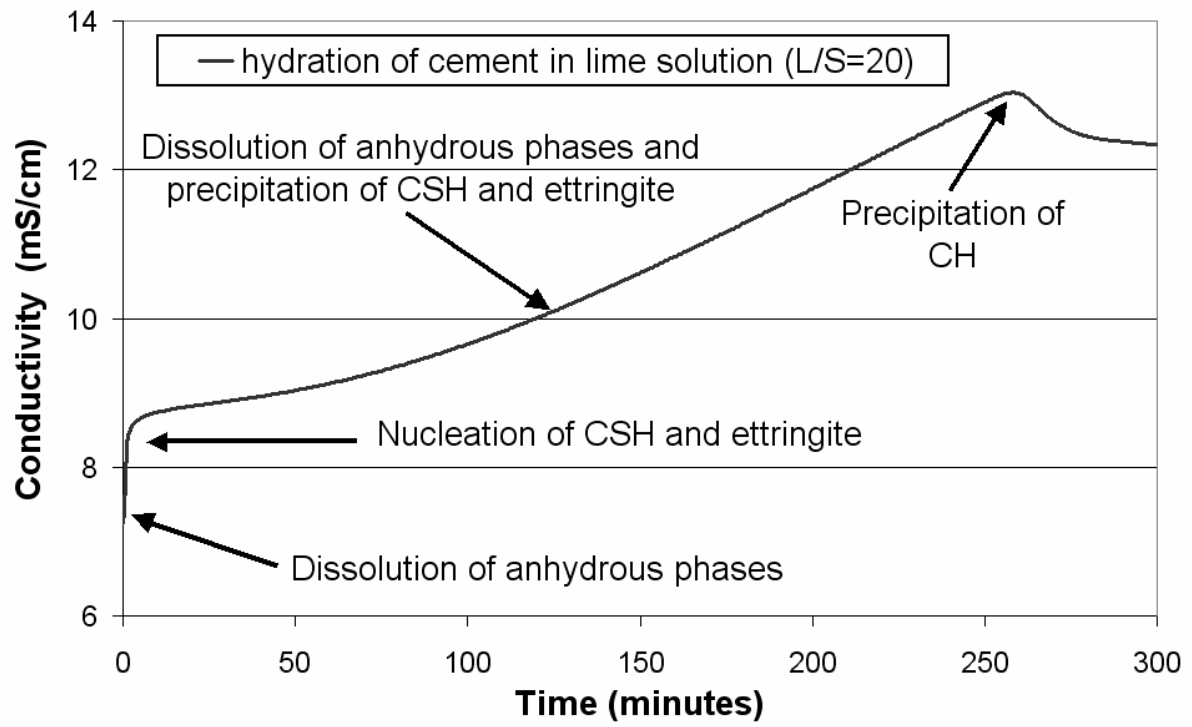 14
hydration of cement in lime solution (L/S=20)
Dissolution of anhydrous phases and
precipitation of CSH and ettringite
12
Precipitation of
CH
10
Nucleation of CSH and ettringite
8
Dissolution of anhydrous phases
6
0 50 100 150 200 250 300
Time (minutes)
Conductivity (mS/cm)